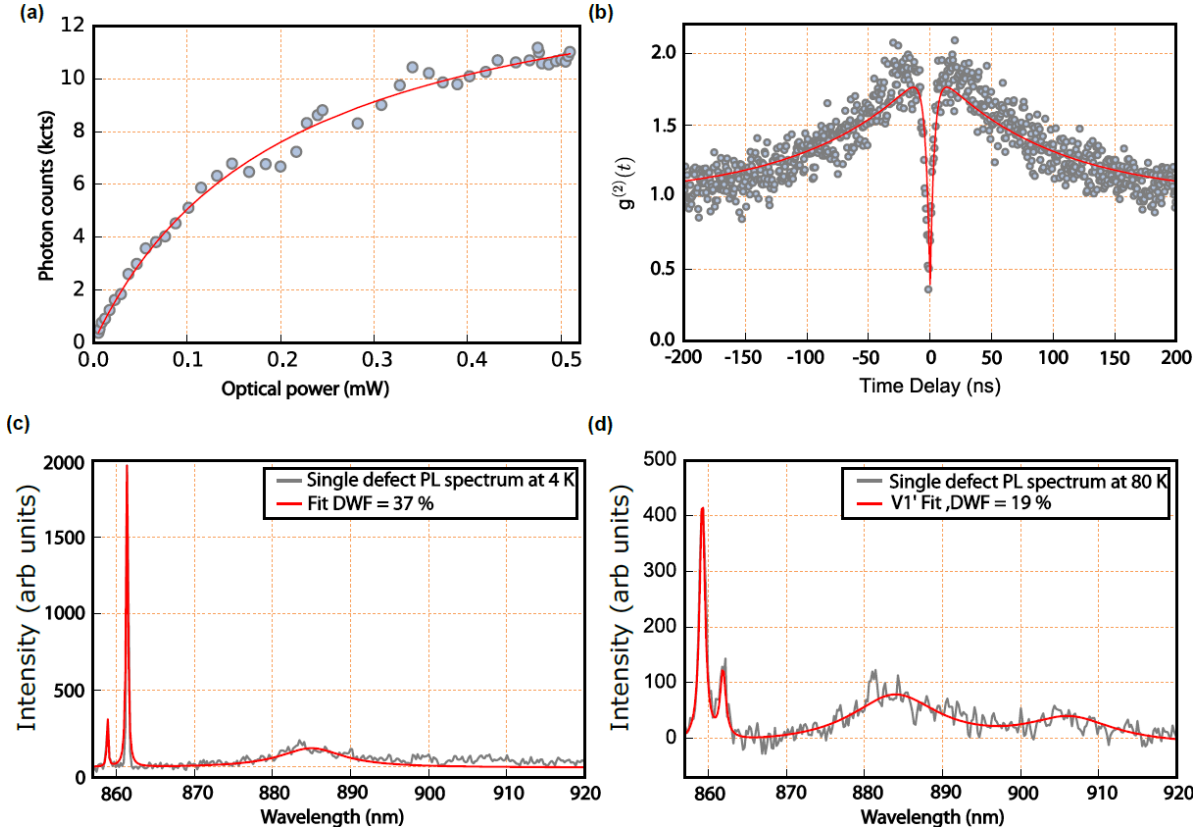 (a)
12
10
8
6
4
2
0
Photon counts (kcts)
0.0 0.1 0.2 0.3 0.4 0.5
Optical power (mW)
(b)
2.0
1.5
1.0
0.5
0.0
g(2)(t)
-200 -150 -100 -50 0 50 100 150 200
Time Delay (ns)
(c)
2000
1500
1000
500
0
Intensity (arb units)
Single defect PL spectrum at 4 K
Fit DWF = 37 %
860 870 880 890 900 910 920
Wavelength (nm)
(d)
500
400
300
200
100
0
Intensity (arb units)
Single defect PL spectrum at 80 K
V1' Fit ,DWF = 19 %
860 870 880 890 900 910 920
Wavelength (nm)